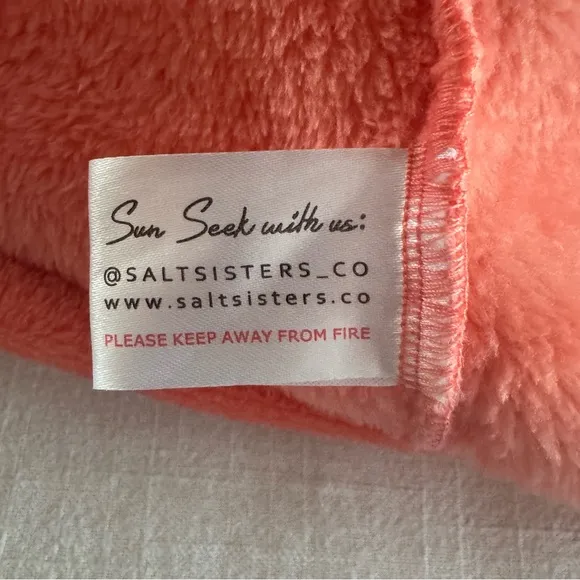 Sun Seek with us:
@SALTSISTERS_CO
www.saltsisters.co
PLEASE KEEP AWAY FROM FIRE